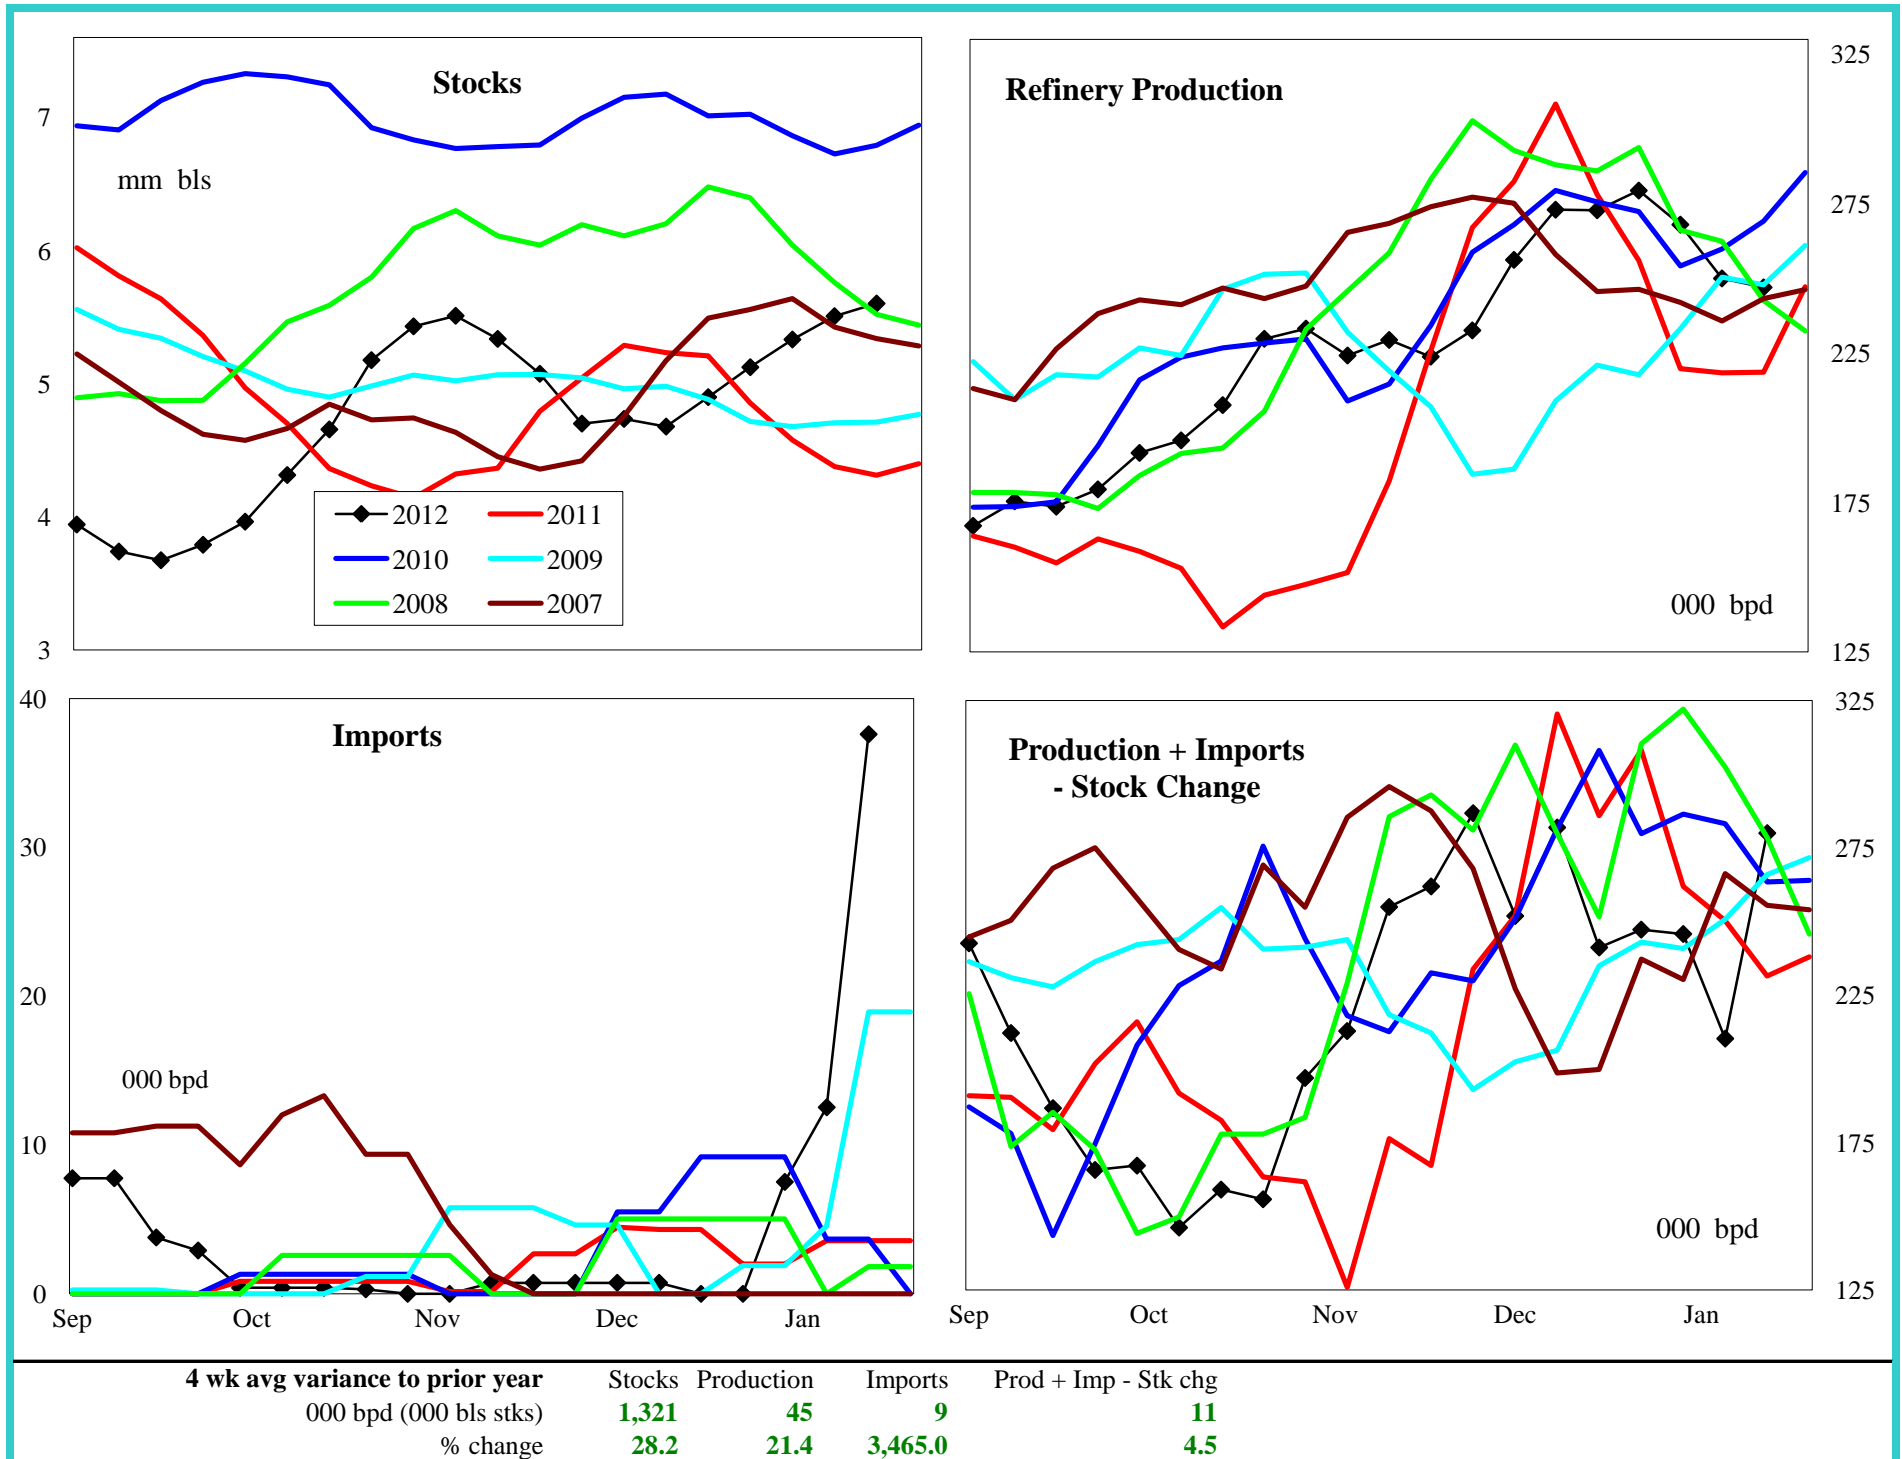 Stocks
mm bls
7
6
5
4
3
2012
2011
2010
2009
2008
2007
Refinery Production
000 bpd
325
275
225
175
125
Imports
000 bpd
40
30
20
10
0
Sep Oct Nov Dec Jan
Production + Imports
- Stock Change
000 bpd
325
275
225
175
125
Sep Oct Nov Dec Jan
4 wk avg variance to prior year Stocks Production Imports Prod + Imp - Stk chg
000 bpd (000 bls stks) 1,321 45 9 11
% change 28.2 21.4 3,465.0 4.5